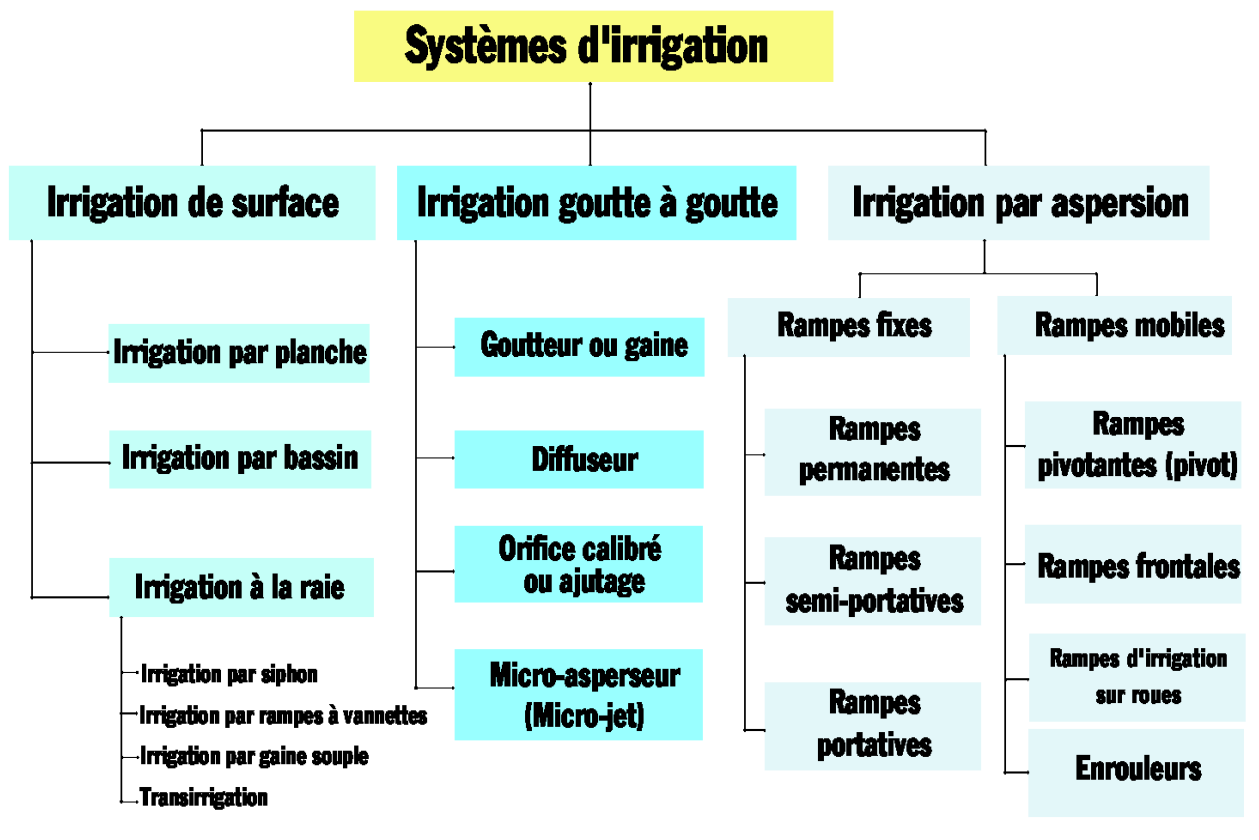 Systèmes d'irrigation
Irrigation de surface
Irrigation goutte à goutte
Irrigation par aspersion
Irrigation par planche
Irrigation par bassin
Irrigation à la raie
Irrigation par siphon
Irrigation par rampes à vannettes
Irrigation par gaine souple
Transirrigation
Goutteur ou gaine
Diffuseur
Orifice calibré
ou ajutage
Micro-asperseur
(Micro-jet)
Rampes fixes
Rampes
permanentes
Rampes
semi-portatives
Rampes
portatives
Rampes mobiles
Rampes
pivotantes (pivot)
Rampes frontales
Rampes d'irrigation
sur roues
Enrouleurs